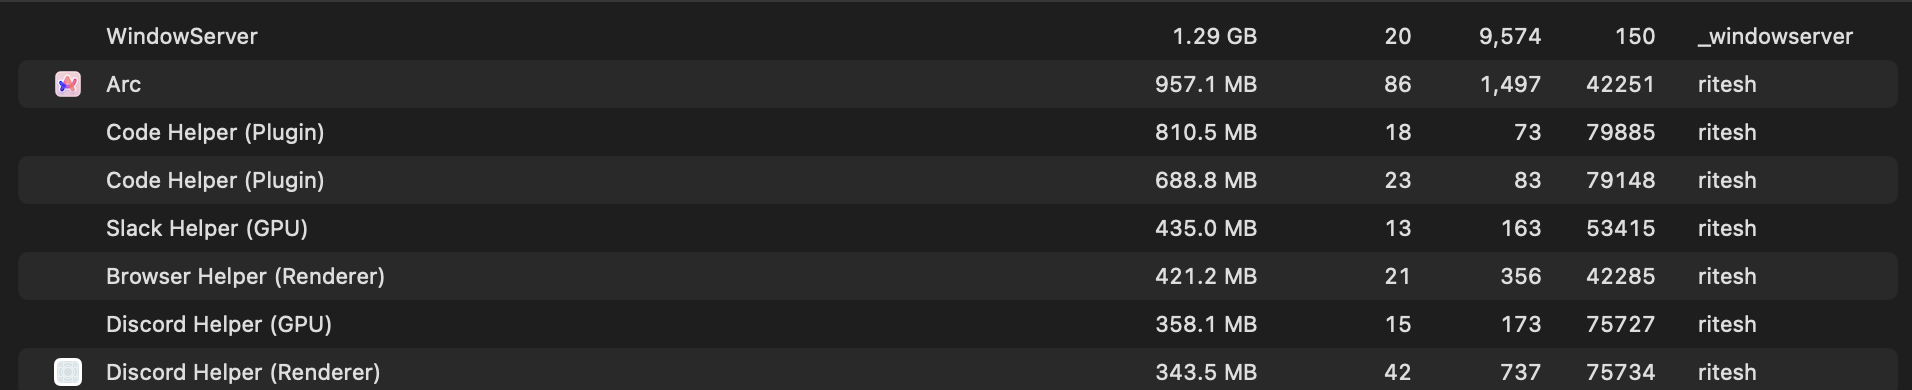 WindowServer 1.29 GB 20 9,574 150 _windowserver
Arc 957.1 MB 86 1,497 42251 ritesh
Code Helper (Plugin) 810.5 MB 18 73 79885 ritesh
Code Helper (Plugin) 688.8 MB 23 83 79148 ritesh
Slack Helper (GPU) 435.0 MB 13 163 53415 ritesh
Browser Helper (Renderer) 421.2 MB 21 356 42285 ritesh
Discord Helper (GPU) 358.1 MB 15 173 75727 ritesh
Discord Helper (Renderer) 343.5 MB 42 737 75734 ritesh